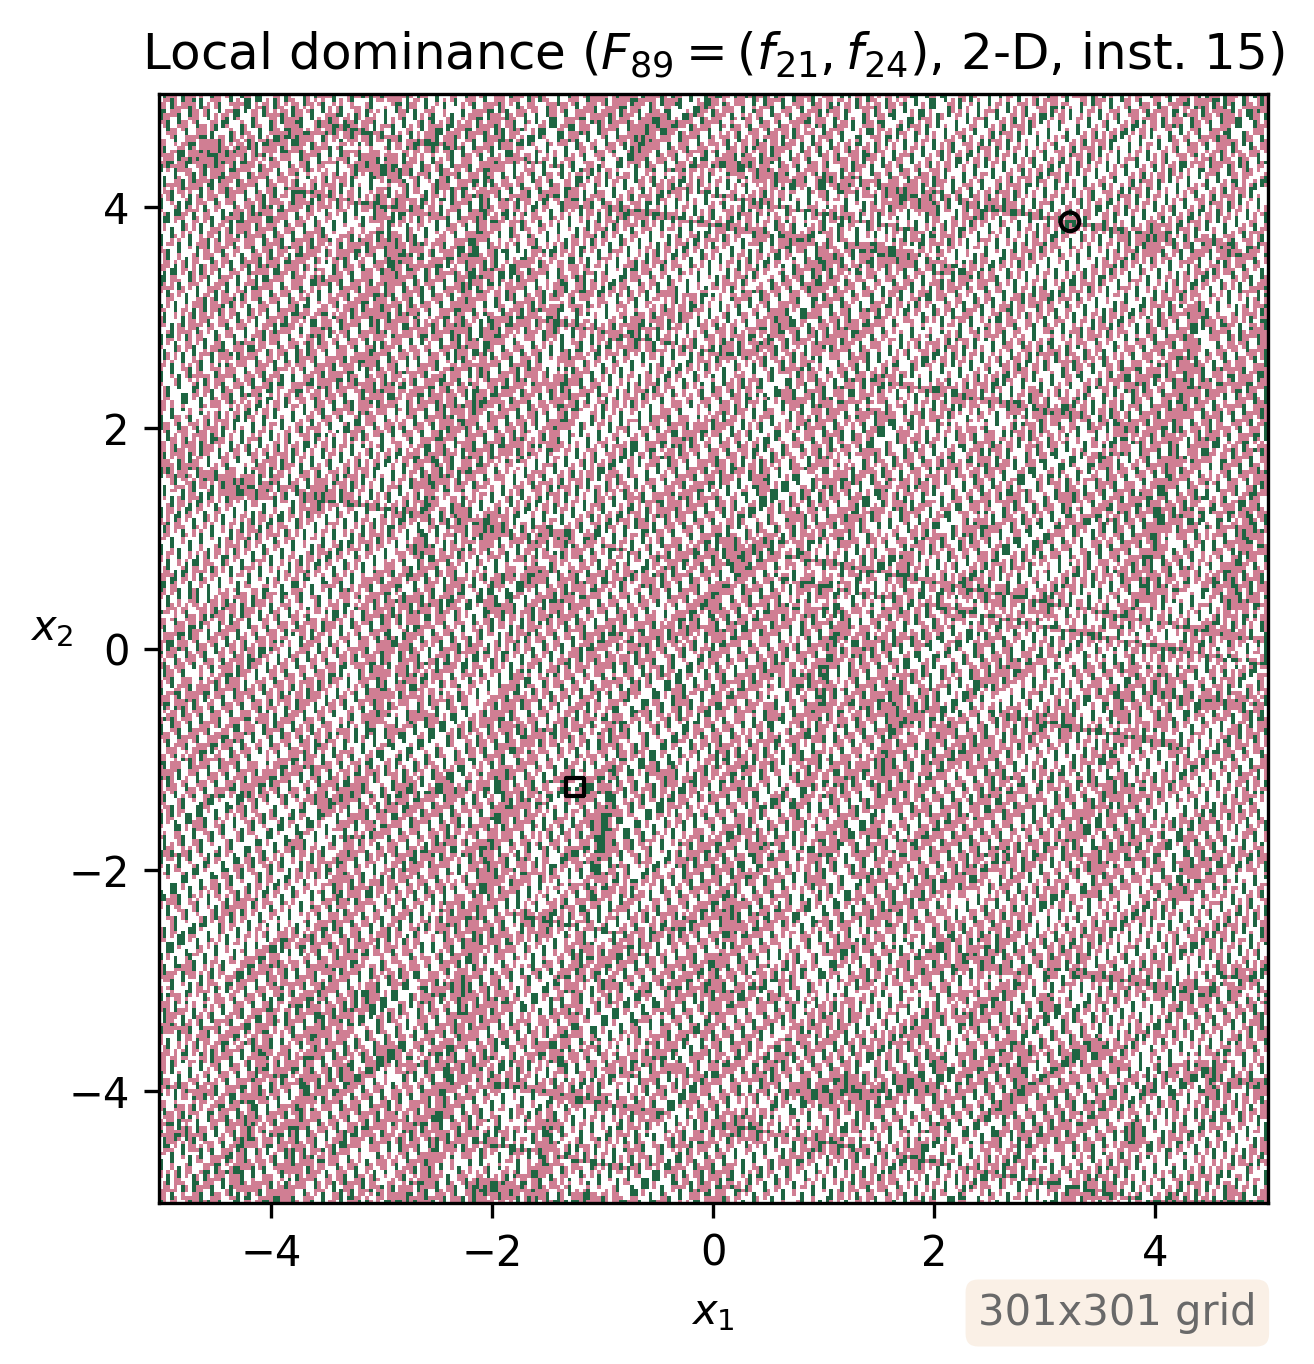 Local dominance (F₈₉ = (f₂₁, f₂₄), 2-D, inst. 15)
4
2
x₂
0
−2
−4
−4 −2 0 2 4
x₁
301x301 grid